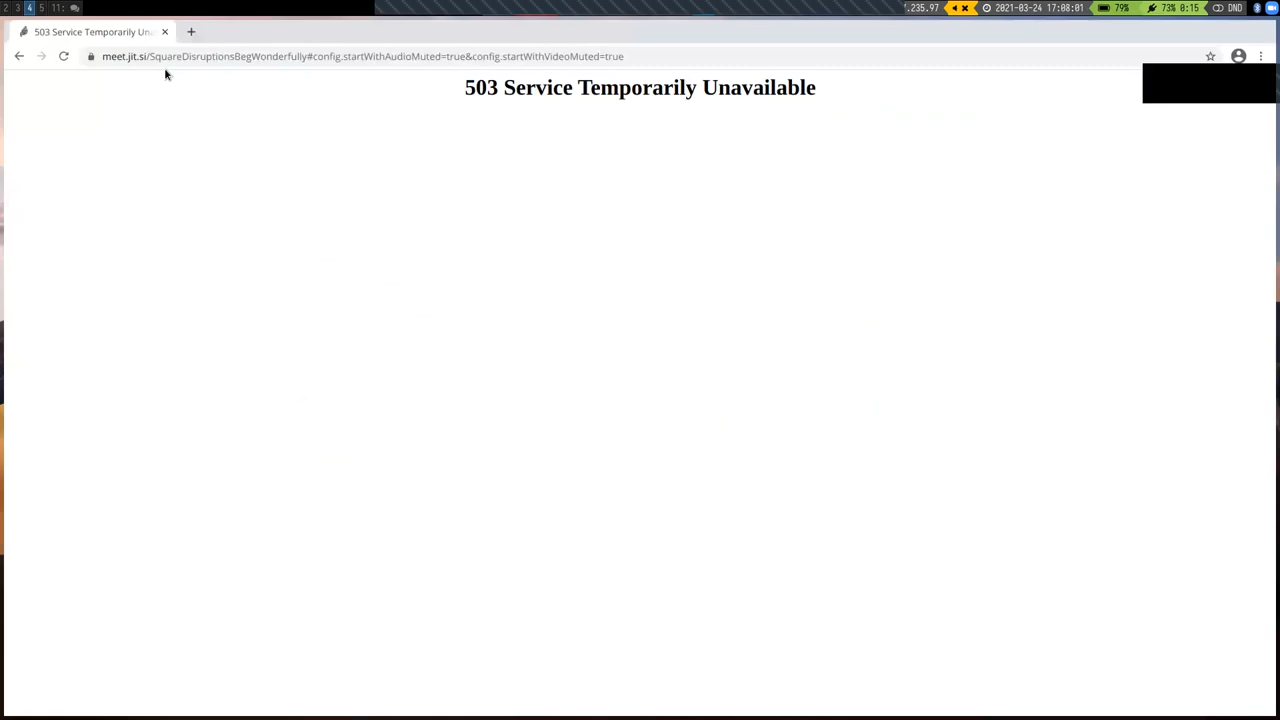 2 3 4 5 11:
.235.97 2021-03-24 17:08:01 79% 73% 0:15 DND
503 Service Temporarily Una
meet.jit.si/SquareDisruptionsBegWonderfully#config.startWithAudioMuted=true&config.startWithVideoMuted=true
503 Service Temporarily Unavailable